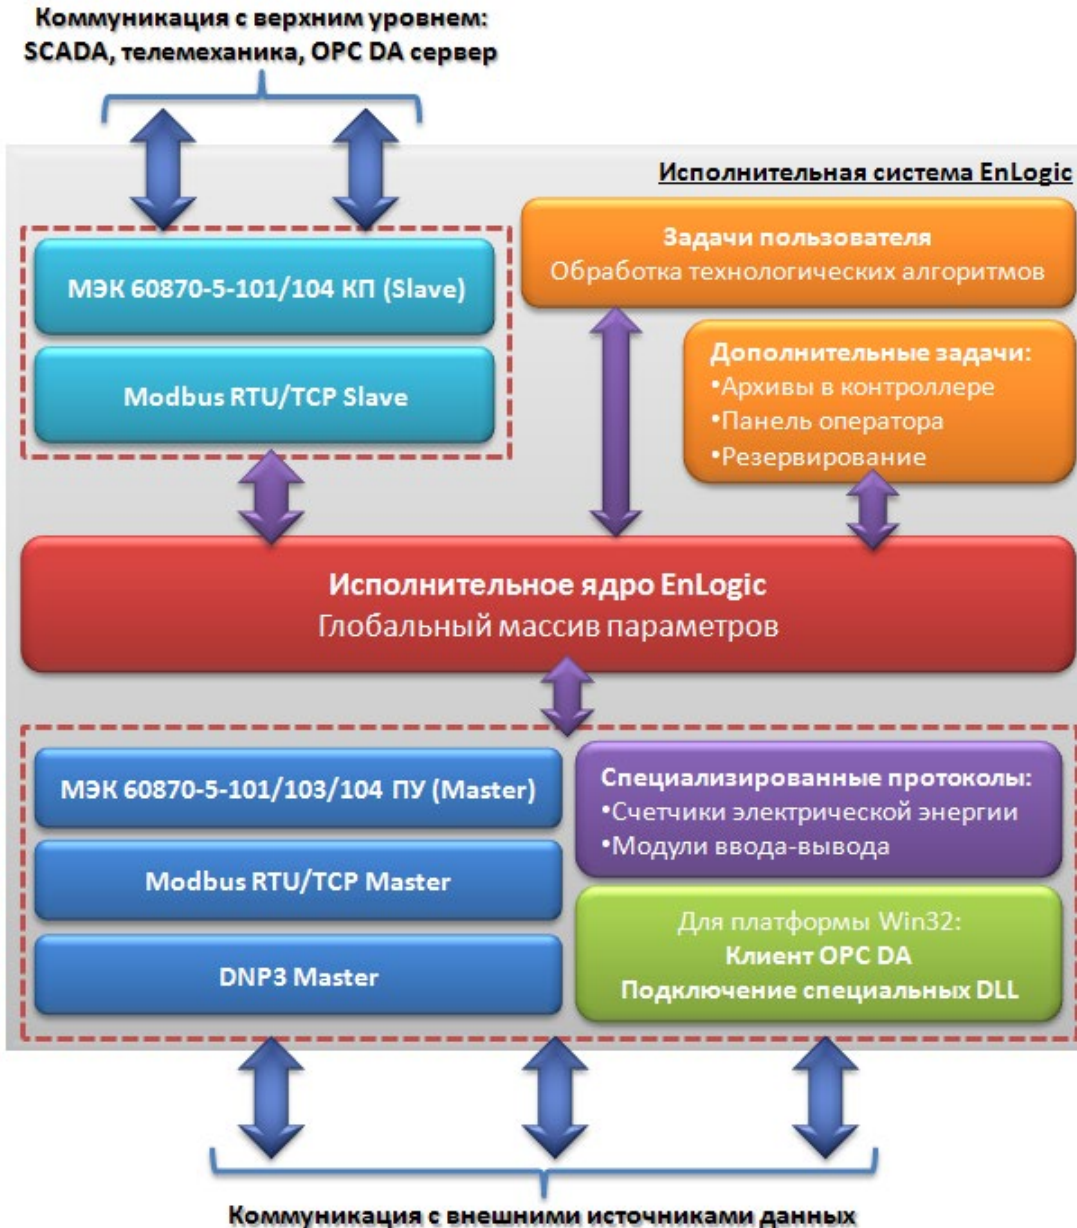 Коммуникация с верхним уровнем:
SCADA, телемеханика, OPC DA сервер
Исполнительная система EnLogic
МЭК 60870-5-101/104 КП (Slave)
Modbus RTU/TCP Slave
Задачи пользователя
Обработка технологических алгоритмов
Дополнительные задачи:
•Архивы в контроллере
•Панель оператора
•Резервирование
Исполнительное ядро EnLogic
Глобальный массив параметров
МЭК 60870-5-101/103/104 ПУ (Master)
Modbus RTU/TCP Master
DNP3 Master
Специализированные протоколы:
•Счетчики электрической энергии
•Модули ввода-вывода
Для платформы Win32:
Клиент OPC DA
Подключение специальных DLL
Коммуникация с внешними источниками данных